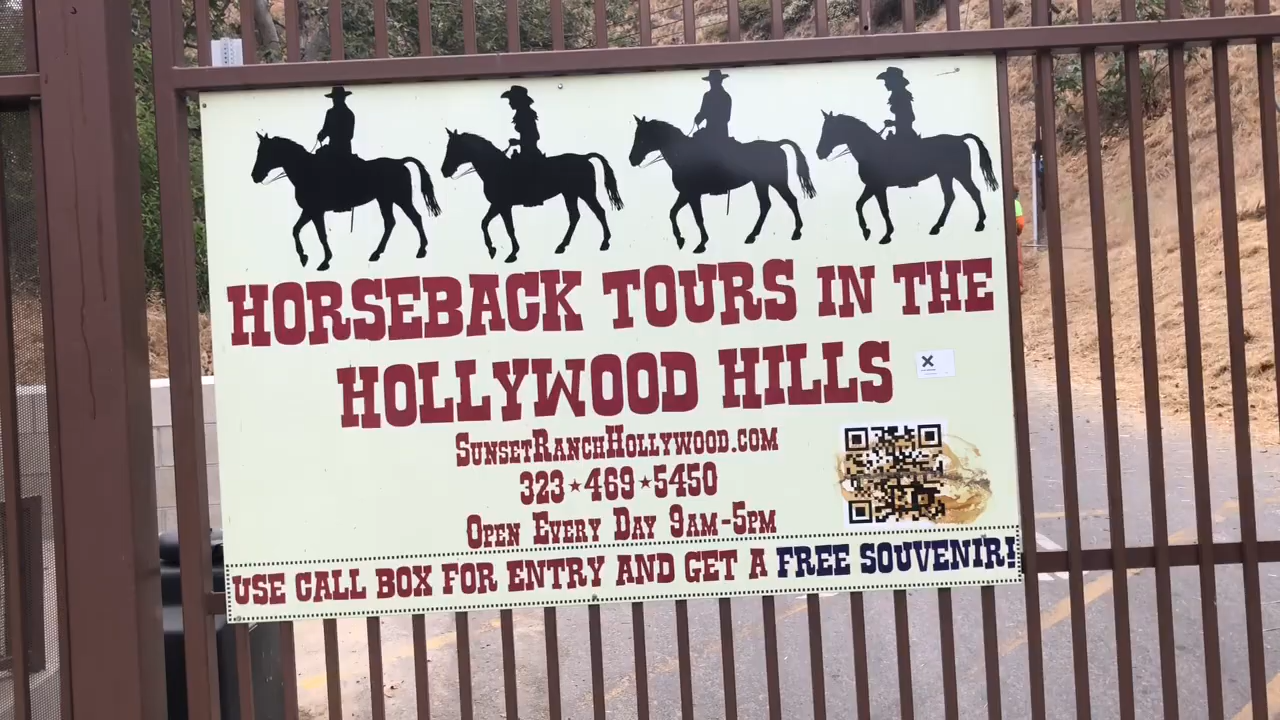 HORSEBACK TOURS IN THE
HOLLYWOOD HILLS
SUNSETRANCHHOLLYWOOD.COM
323★469★5450
OPEN EVERY DAY 9AM-5PM
USE CALL BOX FOR ENTRY AND GET A FREE SOUVENIR!